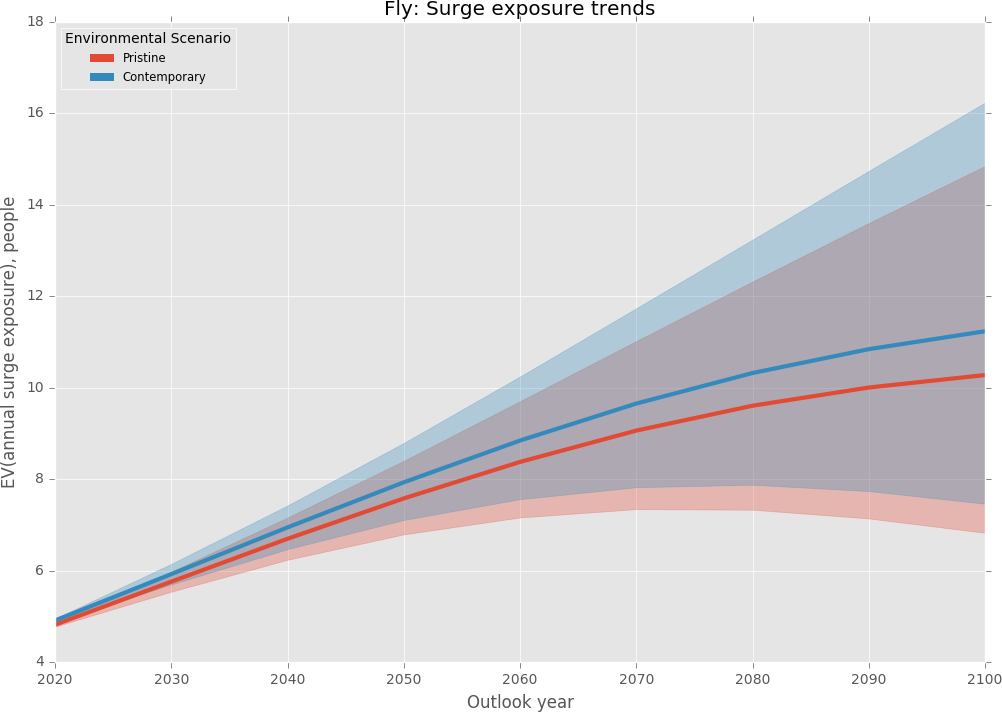 Fly: Surge exposure trends
Environmental Scenario
Pristine
Contemporary
EV(annual surge exposure), people
18
16
14
12
10
8
6
4
2020 2030 2040 2050 2060 2070 2080 2090 2100
Outlook year